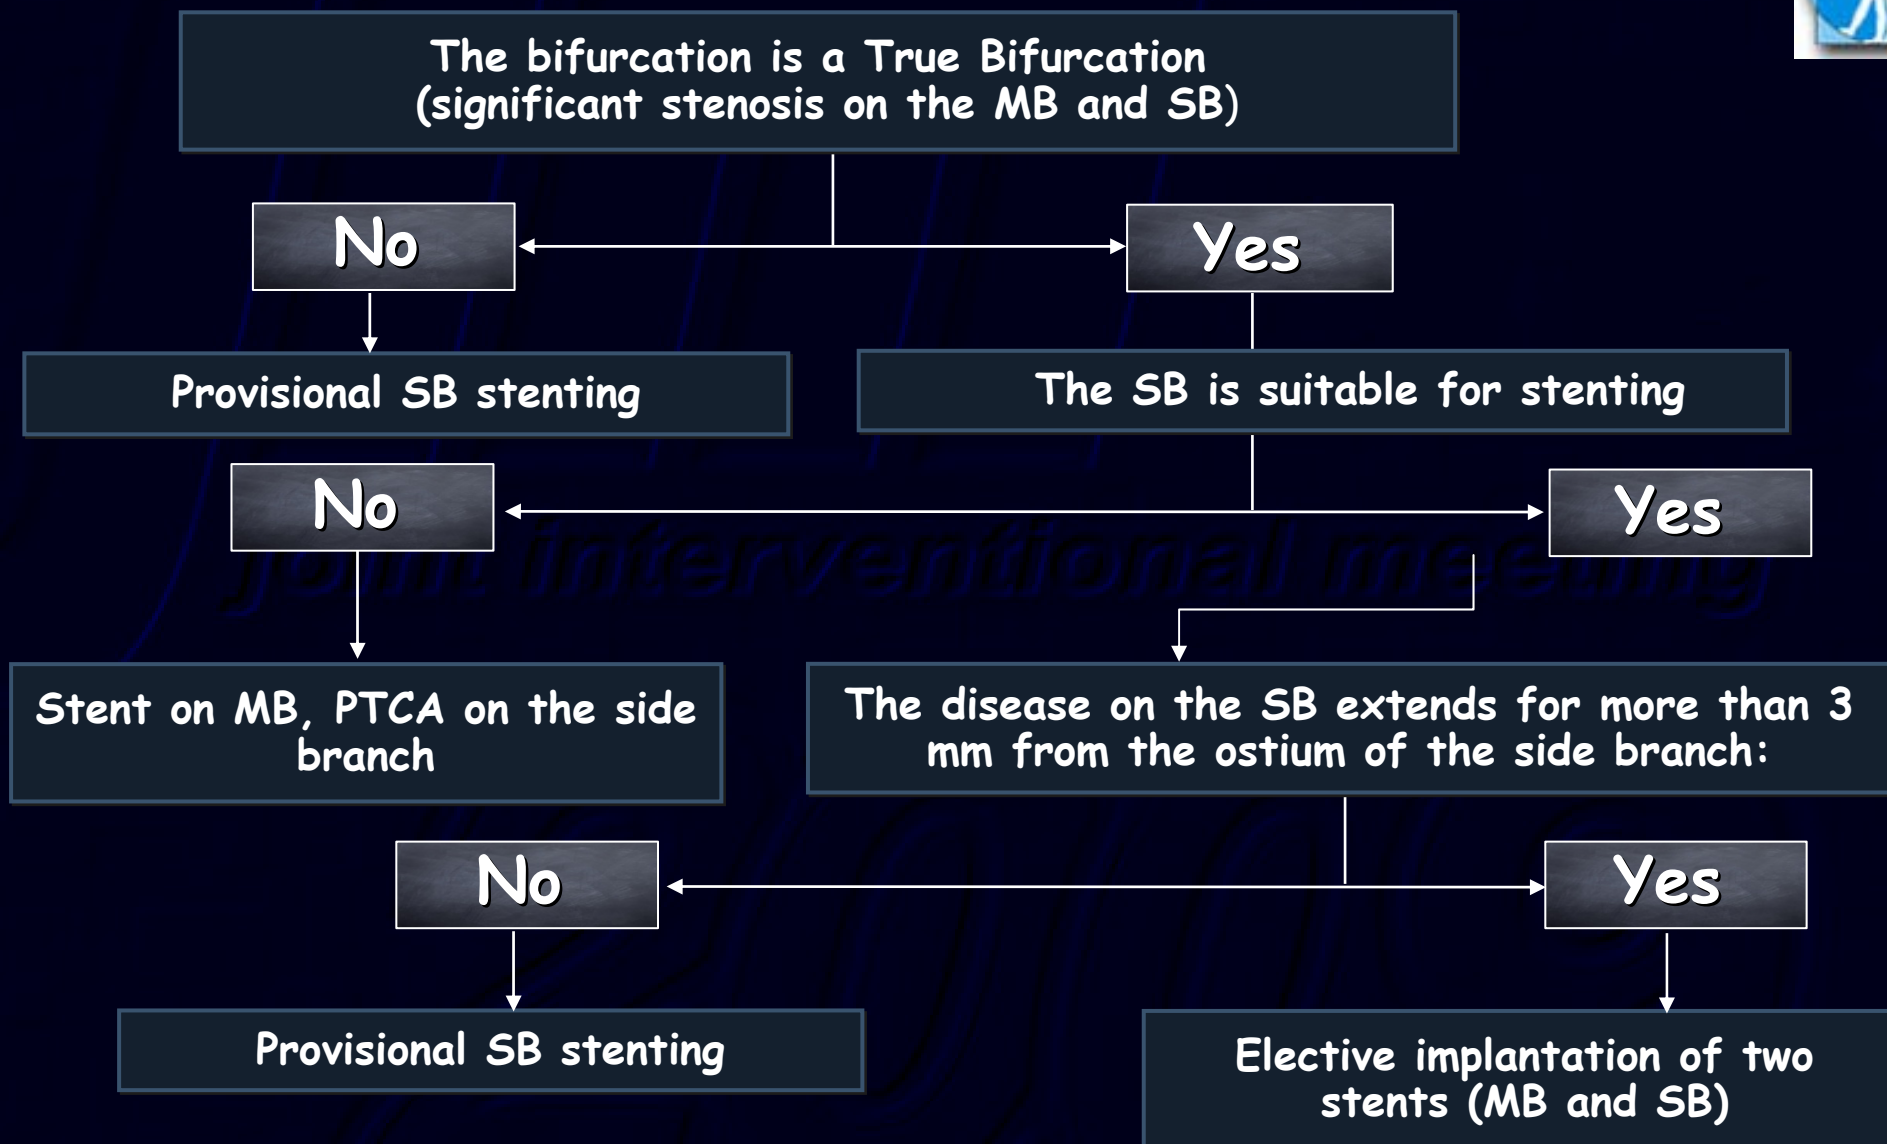 The bifurcation is a True Bifurcation
(significant stenosis on the MB and SB)
No
Yes
Provisional SB stenting
The SB is suitable for stenting
No
Yes
joint interventional meeting
Stent on MB, PTCA on the side
branch
The disease on the SB extends for more than 3
mm from the ostium of the side branch:
No
Yes
Provisional SB stenting
Elective implantation of two
stents (MB and SB)